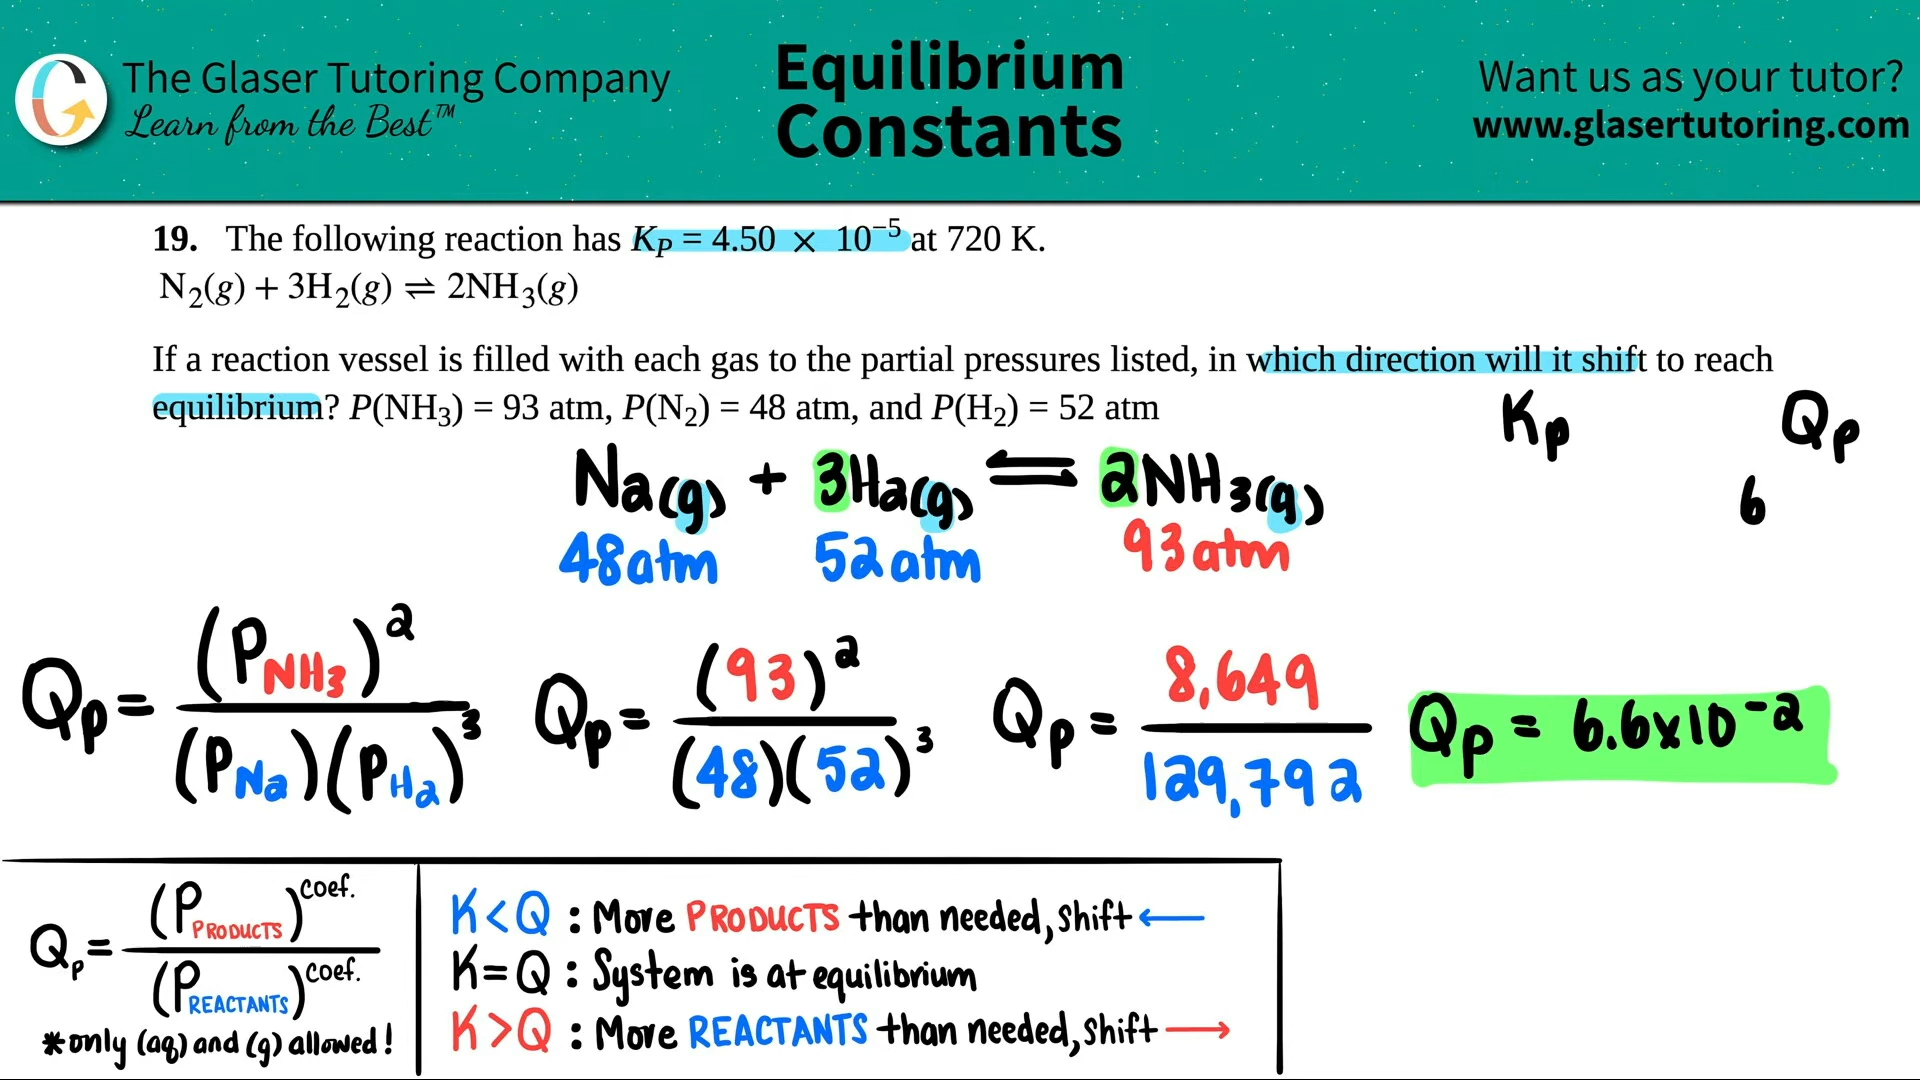 The Glaser Tutoring Company
Learn from the Best™
Equilibrium
Constants
Want us as your tutor?
www.glasertutoring.com
19. The following reaction has K_P = 4.50 × 10⁻⁵ at 720 K.
N₂(g) + 3H₂(g) ⇌ 2NH₃(g)
If a reaction vessel is filled with each gas to the partial pressures listed, in which direction will it shift to reach
equilibrium? P(NH₃) = 93 atm, P(N₂) = 48 atm, and P(H₂) = 52 atm
Kp Qp
6
N₂(g) + 3H₂(g) ⇌ 2NH₃(g)
48atm 52atm 93atm
Qp = (P_NH₃)² / (P_N₂)(P_H₂)³
Qp = (93)² / (48)(52)³
Qp = 8,649 / 129,792
Qp = 6.6x10⁻²
Qp = (P_PRODUCTS)^coef. / (P_REACTANTS)^coef.
*only (aq) and (g) allowed!
K<Q : More PRODUCTS than needed, shift ←
K=Q : System is at equilibrium
K>Q : More REACTANTS than needed, shift →